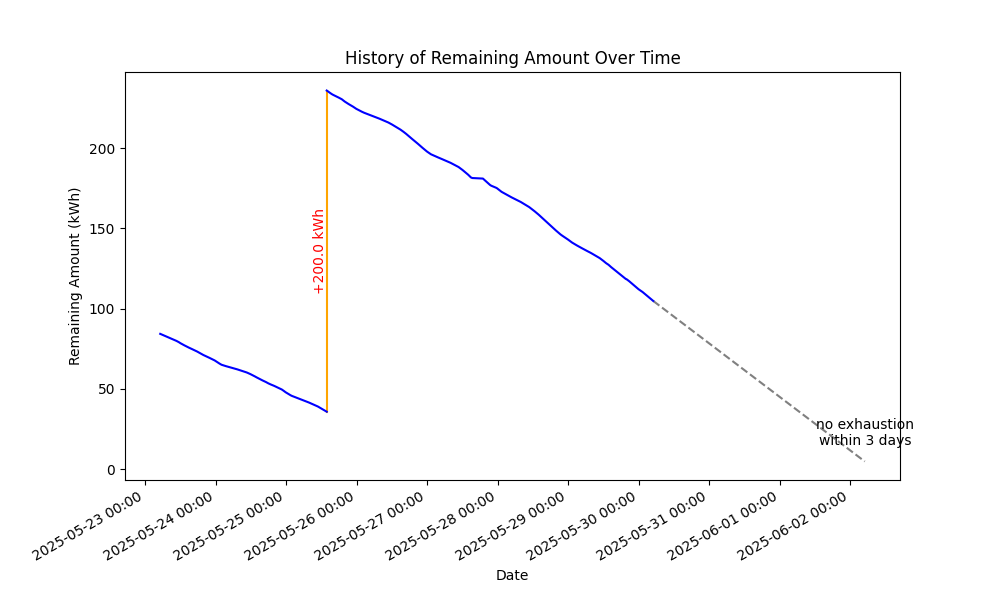 History of Remaining Amount Over Time
Remaining Amount (kWh)
200
150
100
50
0
+200.0 kWh
no exhaustion
within 3 days
2025-05-23 00:00
2025-05-24 00:00
2025-05-25 00:00
2025-05-26 00:00
2025-05-27 00:00
2025-05-28 00:00
2025-05-29 00:00
2025-05-30 00:00
2025-05-31 00:00
2025-06-01 00:00
2025-06-02 00:00
Date